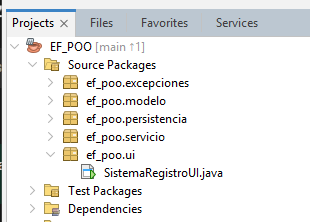 Projects Files Favorites Services
EF_POO [main ↑1]
Source Packages
ef_poo.excepciones
ef_poo.modelo
ef_poo.persistencia
ef_poo.servicio
ef_poo.ui
SistemaRegistroUI.java
Test Packages
Dependencies